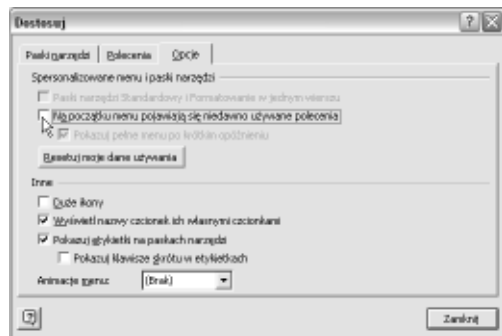 Dostosuj
Paski narzędzi Polecenia Opcje
Spersonalizowane menu i paski narzędzi
Paski narzędzi Standardowy i Formatowanie w jednym wierszu
Na początku menu pojawiają się niedawno używane polecenia
Pokazuj pełne menu po krótkim opóźnieniu
Resetuj moje dane używania
Inne
Duże ikony
Wyświetl nazwy czcionek ich własnymi czcionkami
Pokazuj etykietki na paskach narzędzi
Pokazuj klawisze skrótu w etykietkach
Animacje menu: (Brak)
Zamknij